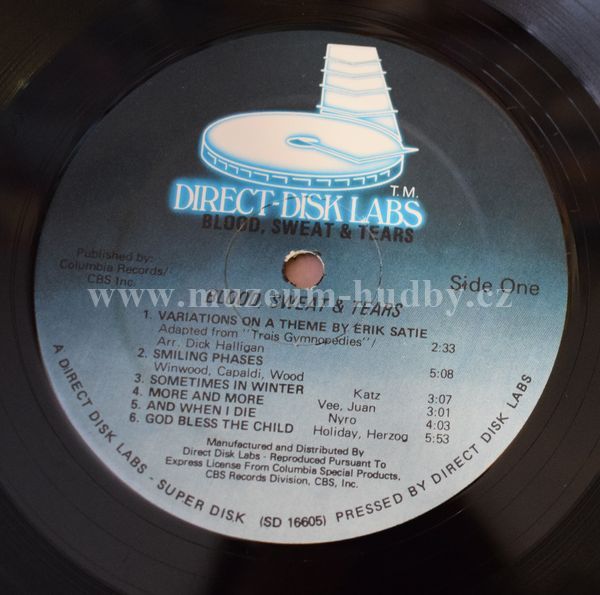 DIRECT DISK LABS T.M.
BLOOD, SWEAT & TEARS
Published by:
Columbia Records/
CBS Inc.
Side One
www.muzeum-hudby.cz
BLOOD, SWEAT & TEARS
1. VARIATIONS ON A THEME BY ERIK SATIE
Adapted from "Trois Gymnopedies"/
Arr. Dick Halligan 2:33
2. SMILING PHASES
Winwood, Capaldi, Wood 5:08
3. SOMETIMES IN WINTER Katz 3:07
4. MORE AND MORE Vee, Juan 3:01
5. AND WHEN I DIE Nyro 4:03
6. GOD BLESS THE CHILD Holiday, Herzog 5:53
Manufactured and Distributed By
Direct Disk Labs - Reproduced Pursuant To
Express License From Columbia Special Products,
CBS Records Division, CBS, Inc.
A DIRECT DISK LABS - SUPER DISK (SD 16605) PRESSED BY DIRECT DISK LABS